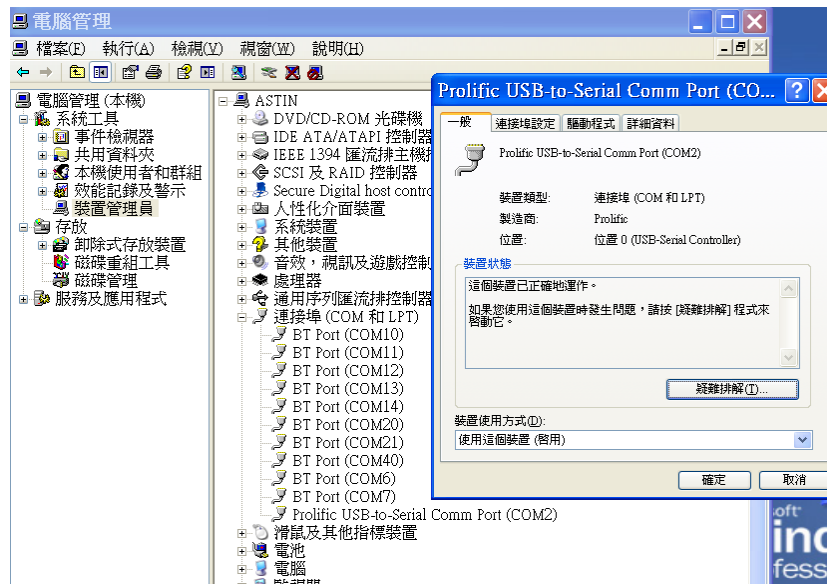 電腦管理
檔案(F) 執行(A) 檢視(V) 視窗(W) 說明(H)
電腦管理 (本機)
系統工具
事件檢視器
共用資料夾
本機使用者和群組
效能記錄及警示
裝置管理員
存放
卸除式存放裝置
磁碟重組工具
磁碟管理
服務及應用程式
ASTIN
DVD/CD-ROM 光碟機
IDE ATA/ATAPI 控制器
IEEE 1394 匯流排主機
SCSI 及 RAID 控制器
Secure Digital host contro
人性化介面裝置
系統裝置
其他裝置
音效，視訊及遊戲控制
處理器
通用序列匯流排控制器
連接埠 (COM 和 LPT)
BT Port (COM10)
BT Port (COM11)
BT Port (COM12)
BT Port (COM13)
BT Port (COM14)
BT Port (COM20)
BT Port (COM21)
BT Port (COM40)
BT Port (COM6)
BT Port (COM7)
Prolific USB-to-Serial Comm Port (COM2)
滑鼠及其他指標裝置
電池
電腦
Prolific USB-to-Serial Comm Port (CO...
一般 連接埠設定 驅動程式 詳細資料
Prolific USB-to-Serial Comm Port (COM2)
裝置類型: 連接埠 (COM 和 LPT)
製造商: Prolific
位置: 位置 0 (USB-Serial Controller)
裝置狀態
這個裝置已正確地運作。
如果您使用這個裝置時發生問題，請按 [疑難排解] 程式來
啓動它。
疑難排解(T)...
裝置使用方式(D):
使用這個裝置 (啓用)
確定 取消
oft
inc
fess